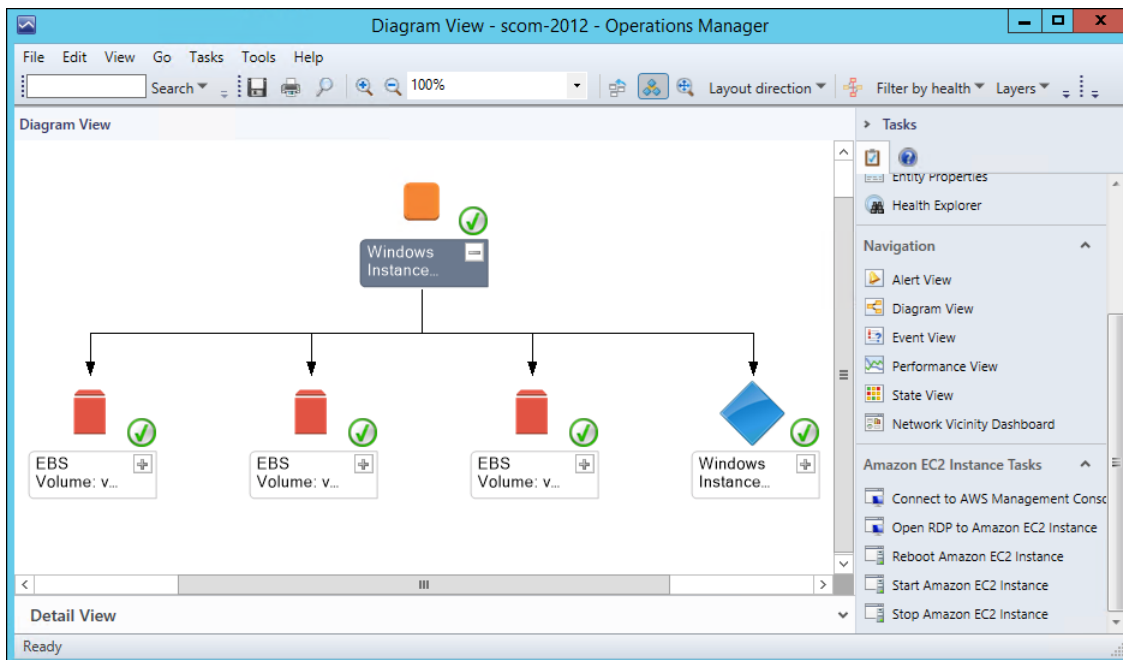 Diagram View - scom-2012 - Operations Manager
File Edit View Go Tasks Tools Help
Search 100% Layout direction Filter by health Layers
Diagram View
Windows
Instance...
EBS
Volume: v...
EBS
Volume: v...
EBS
Volume: v...
Windows
Instance...
Detail View
Ready
Tasks
Entity Properties
Health Explorer
Navigation
Alert View
Diagram View
Event View
Performance View
State View
Network Vicinity Dashboard
Amazon EC2 Instance Tasks
Connect to AWS Management Consc
Open RDP to Amazon EC2 Instance
Reboot Amazon EC2 Instance
Start Amazon EC2 Instance
Stop Amazon EC2 Instance